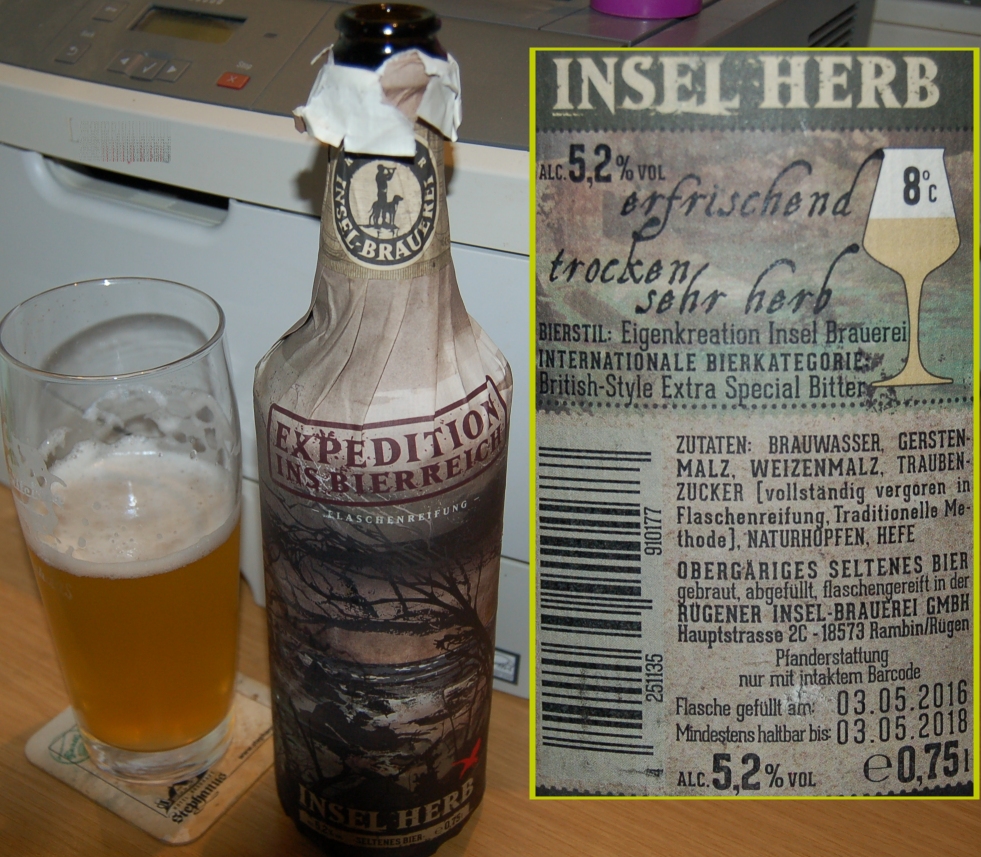 INSEL-BRAUEREI
EXPEDITION
INS BIERREICH
- FLASCHENREIFUNG -
INSEL HERB
SELTENES BIER
Stephanus
INSEL HERB
ALC. 5,2 % VOL
8°C
erfrischend
trocken
sehr herb
BIERSTIL: Eigenkreation Insel Brauerei
INTERNATIONALE BIERKATEGORIE:
British-Style Extra Special Bitter
ZUTATEN: BRAUWASSER, GERSTEN-
MALZ, WEIZENMALZ, TRAUBEN-
ZUCKER [vollständig vergoren in
Flaschenreifung, Traditionelle Me-
thode], NATURHOPFEN, HEFE
OBERGÄRIGES SELTENES BIER
gebraut, abgefüllt, flaschengereift in der
RÜGENER INSEL-BRAUEREI GMBH
Hauptstrasse 2C - 18573 Rambin/Rügen
Pfanderstattung
nur mit intaktem Barcode
Flasche gefüllt am: 03.05.2016
Mindestens haltbar bis: 03.05.2018
ALC. 5,2 % VOL e 0,75 l
4 251135 910177